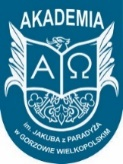 AKADEMIA
Α Ω
im. JAKUBA z PARADYŻA
W GORZOWIE WIELKOPOLSKIM